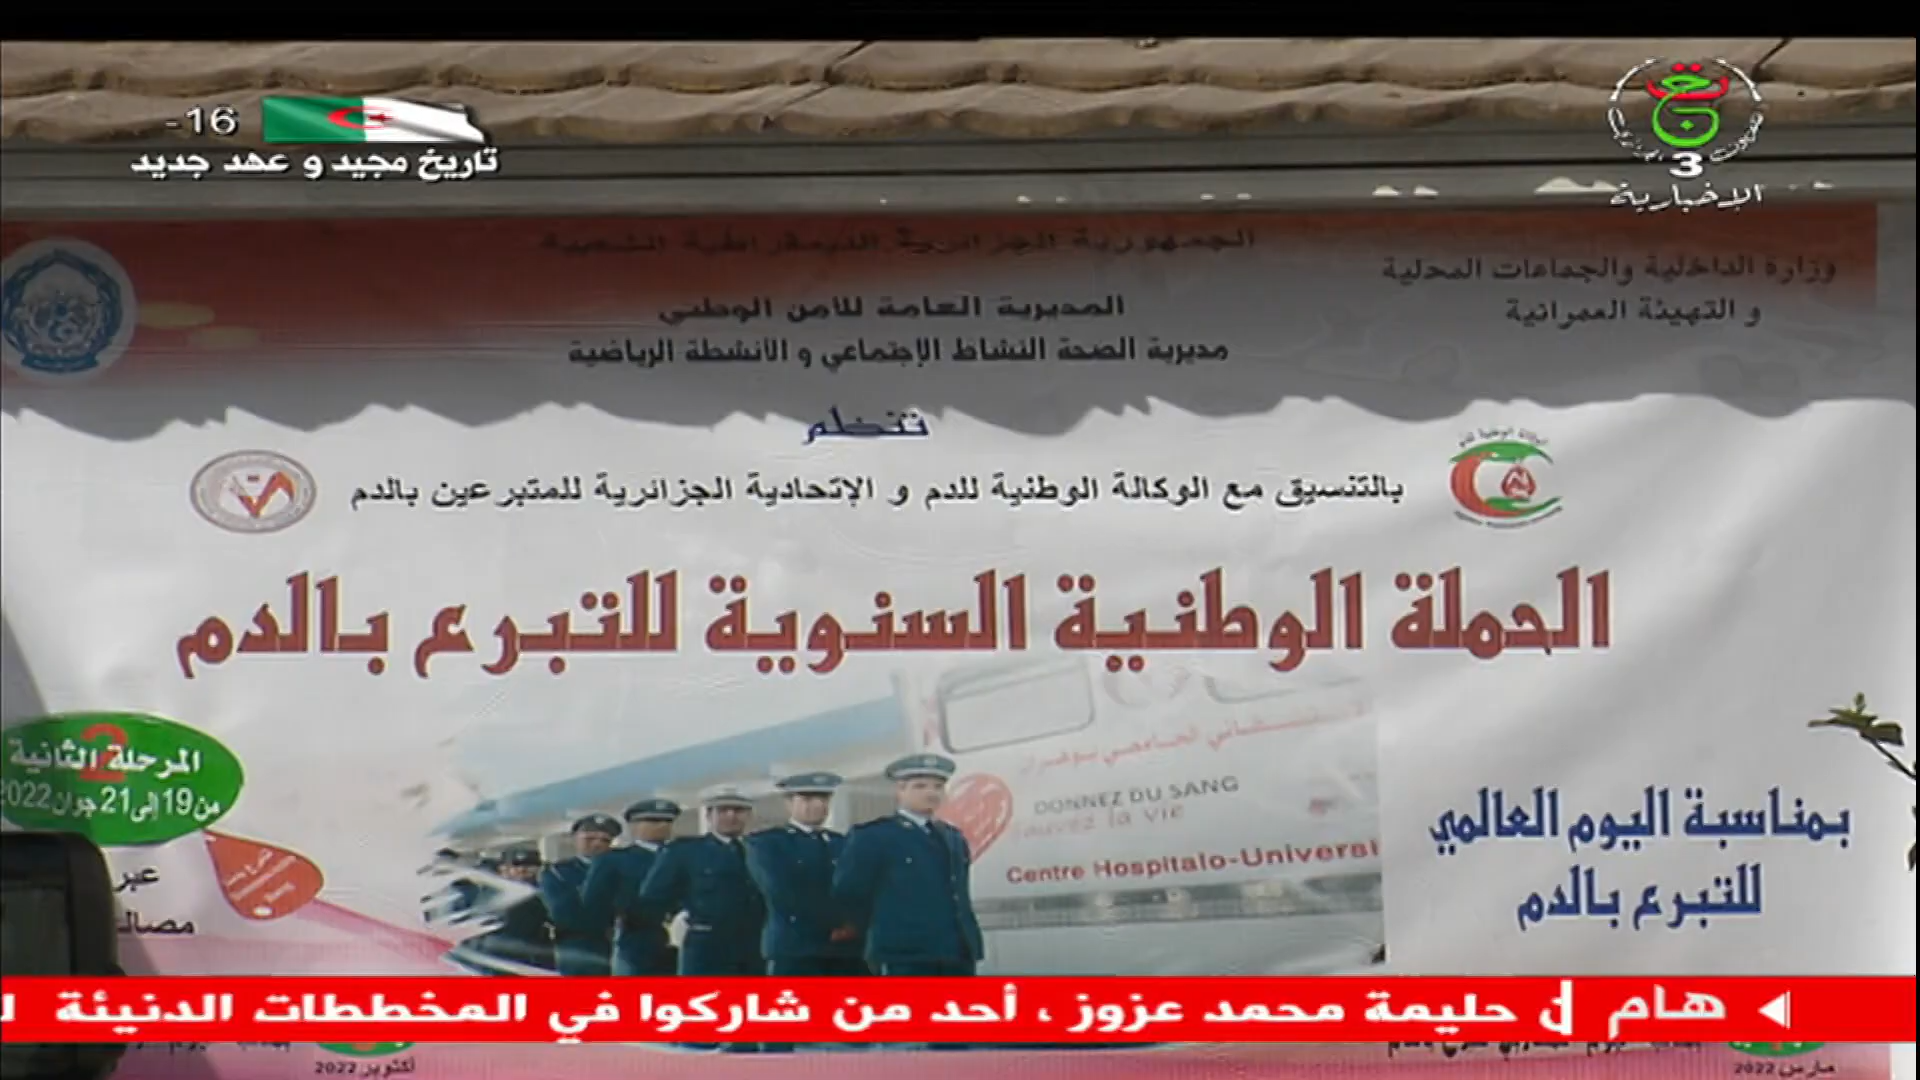 -16
تاريخ مجيد و عهد جديد
3
الإخبارية
الجمهورية الجزائرية الديمقراطية الشعبية
وزارة الداخلية والجماعات المحلية
و التهيئة العمرانية
المديرية العامة للأمن الوطني
مديرية الصحة النشاط الإجتماعي و الأنشطة الرياضية
تنظم
بالتنسيق مع الوكالة الوطنية للدم و الإتحادية الجزائرية للمتبرعين بالدم
الحملة الوطنية السنوية للتبرع بالدم
2
المرحلة الثانية
من 19 إلى 21 جوان 2022
DONNEZ DU SANG
la vie
Centre Hospitalo-Universi
بمناسبة اليوم العالمي
للتبرع بالدم
عبر
هام
حليمة محمد عزوز ، أحد من شاركوا في المخططات الدنيئة
أكتوبر 2022
مارس 2022